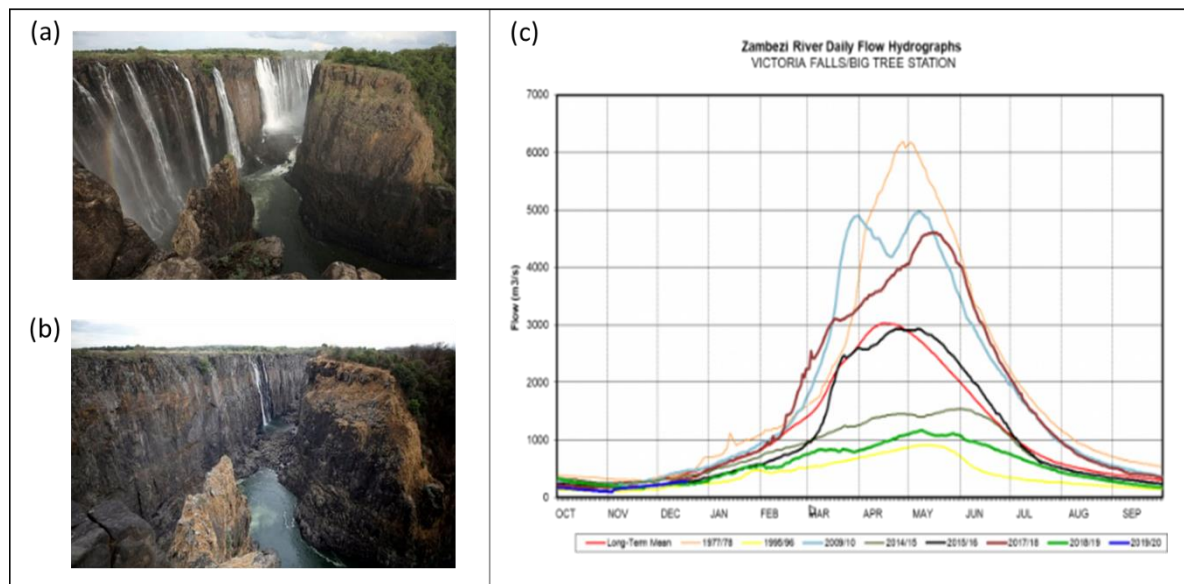 (a)
(b)
(c)
Zambezi River Daily Flow Hydrographs
VICTORIA FALLS/BIG TREE STATION
Flow (m3/s)
7000
6000
5000
4000
3000
2000
1000
0
OCT NOV DEC JAN FEB MAR APR MAY JUN JUL AUG SEP
Long-Term Mean 1977/78 1995/96 2009/10 2014/15 2015/16 2017/18 2018/19 2019/20